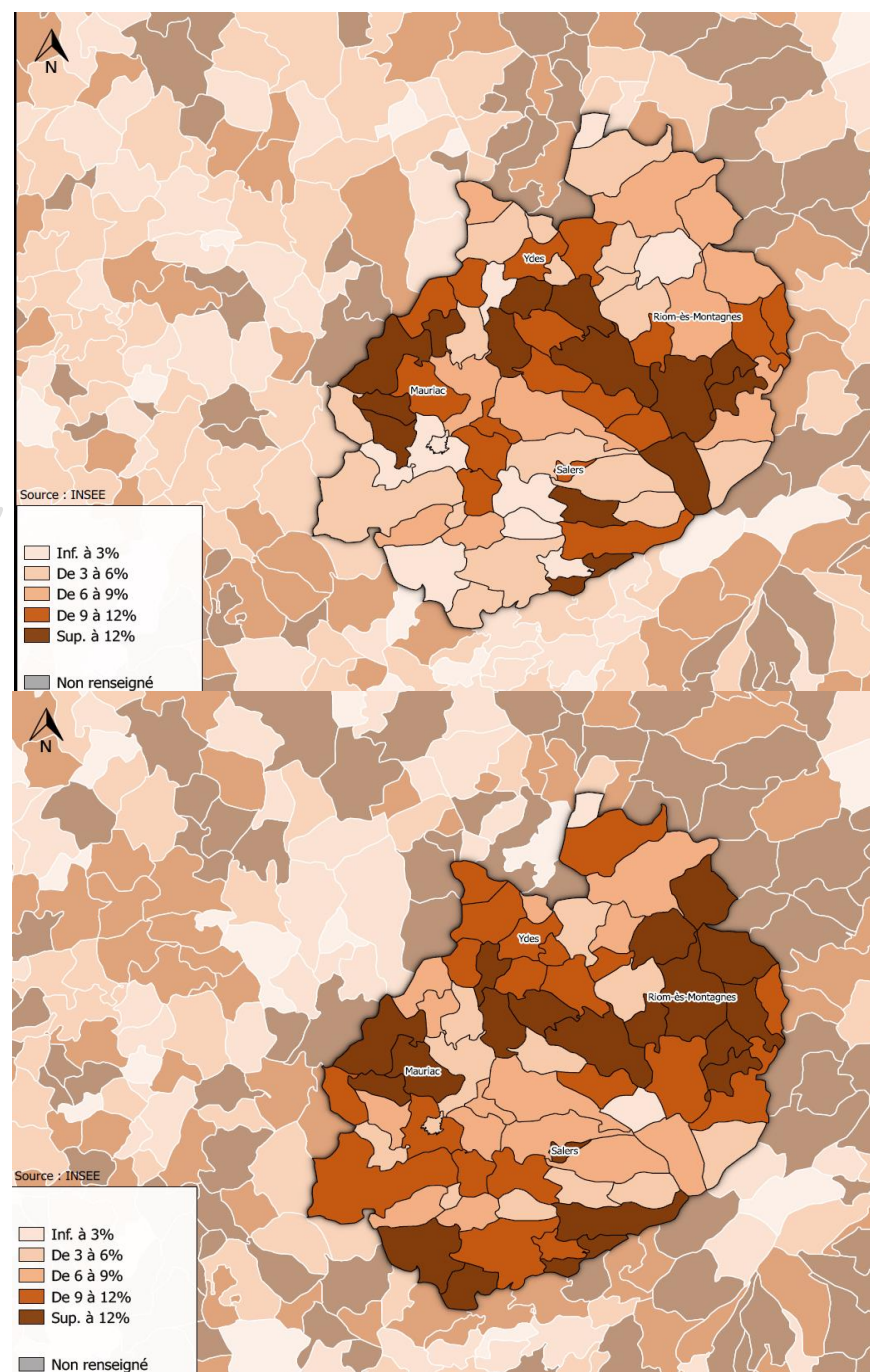 N
Ydes
Riom-ès-Montagnes
Mauriac
Salers
Source : INSEE
Inf. à 3%
De 3 à 6%
De 6 à 9%
De 9 à 12%
Sup. à 12%
Non renseigné
N
Ydes
Riom-ès-Montagnes
Mauriac
Salers
Source : INSEE
Inf. à 3%
De 3 à 6%
De 6 à 9%
De 9 à 12%
Sup. à 12%
Non renseigné